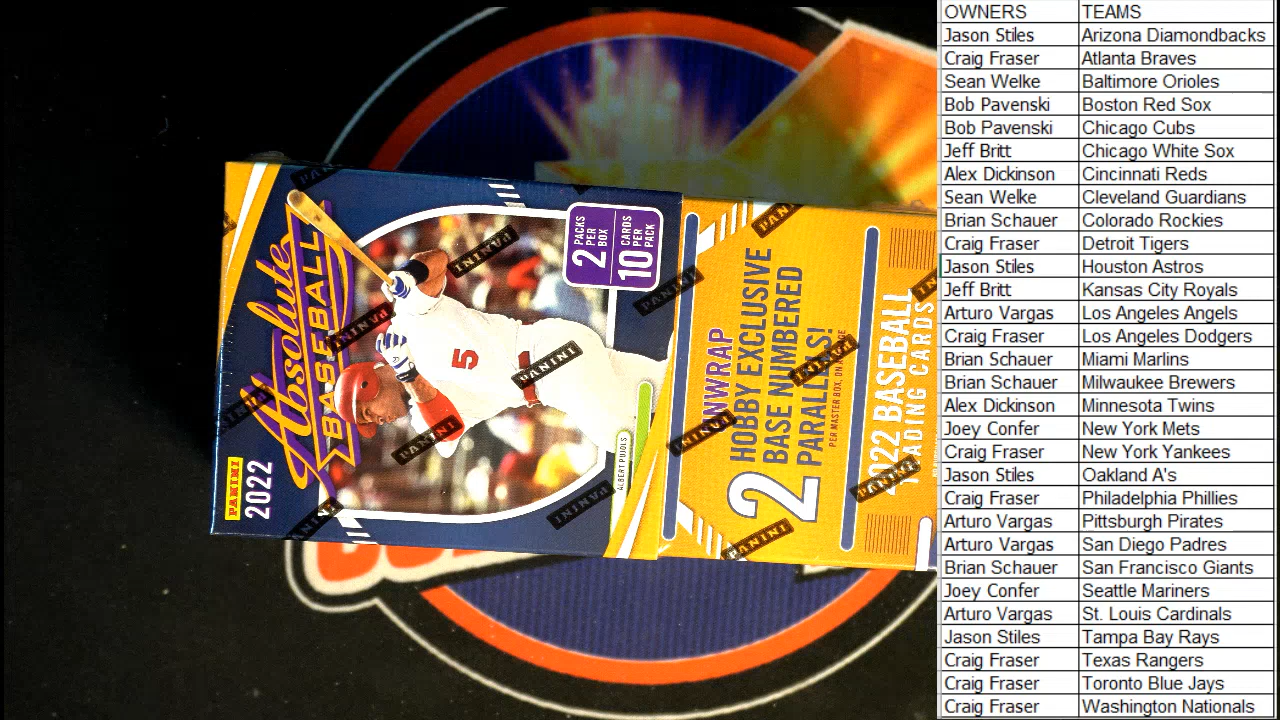 PANINI
2022
Absolute
BASEBALL
5
2 PACKS PER BOX
10 CARDS PER PACK
ALBERT PUJOLS
2 HOBBY EXCLUSIVE
BASE NUMBERED
PARALLELS!
2022 BASEBALL
TRADING CARDS
PANINI
OWNERS TEAMS
Jason Stiles Arizona Diamondbacks
Craig Fraser Atlanta Braves
Sean Welke Baltimore Orioles
Bob Pavenski Boston Red Sox
Bob Pavenski Chicago Cubs
Jeff Britt Chicago White Sox
Alex Dickinson Cincinnati Reds
Sean Welke Cleveland Guardians
Brian Schauer Colorado Rockies
Craig Fraser Detroit Tigers
Jason Stiles Houston Astros
Jeff Britt Kansas City Royals
Arturo Vargas Los Angeles Angels
Craig Fraser Los Angeles Dodgers
Brian Schauer Miami Marlins
Brian Schauer Milwaukee Brewers
Alex Dickinson Minnesota Twins
Joey Confer New York Mets
Craig Fraser New York Yankees
Jason Stiles Oakland A's
Craig Fraser Philadelphia Phillies
Arturo Vargas Pittsburgh Pirates
Arturo Vargas San Diego Padres
Brian Schauer San Francisco Giants
Joey Confer Seattle Mariners
Arturo Vargas St. Louis Cardinals
Jason Stiles Tampa Bay Rays
Craig Fraser Texas Rangers
Craig Fraser Toronto Blue Jays
Craig Fraser Washington Nationals